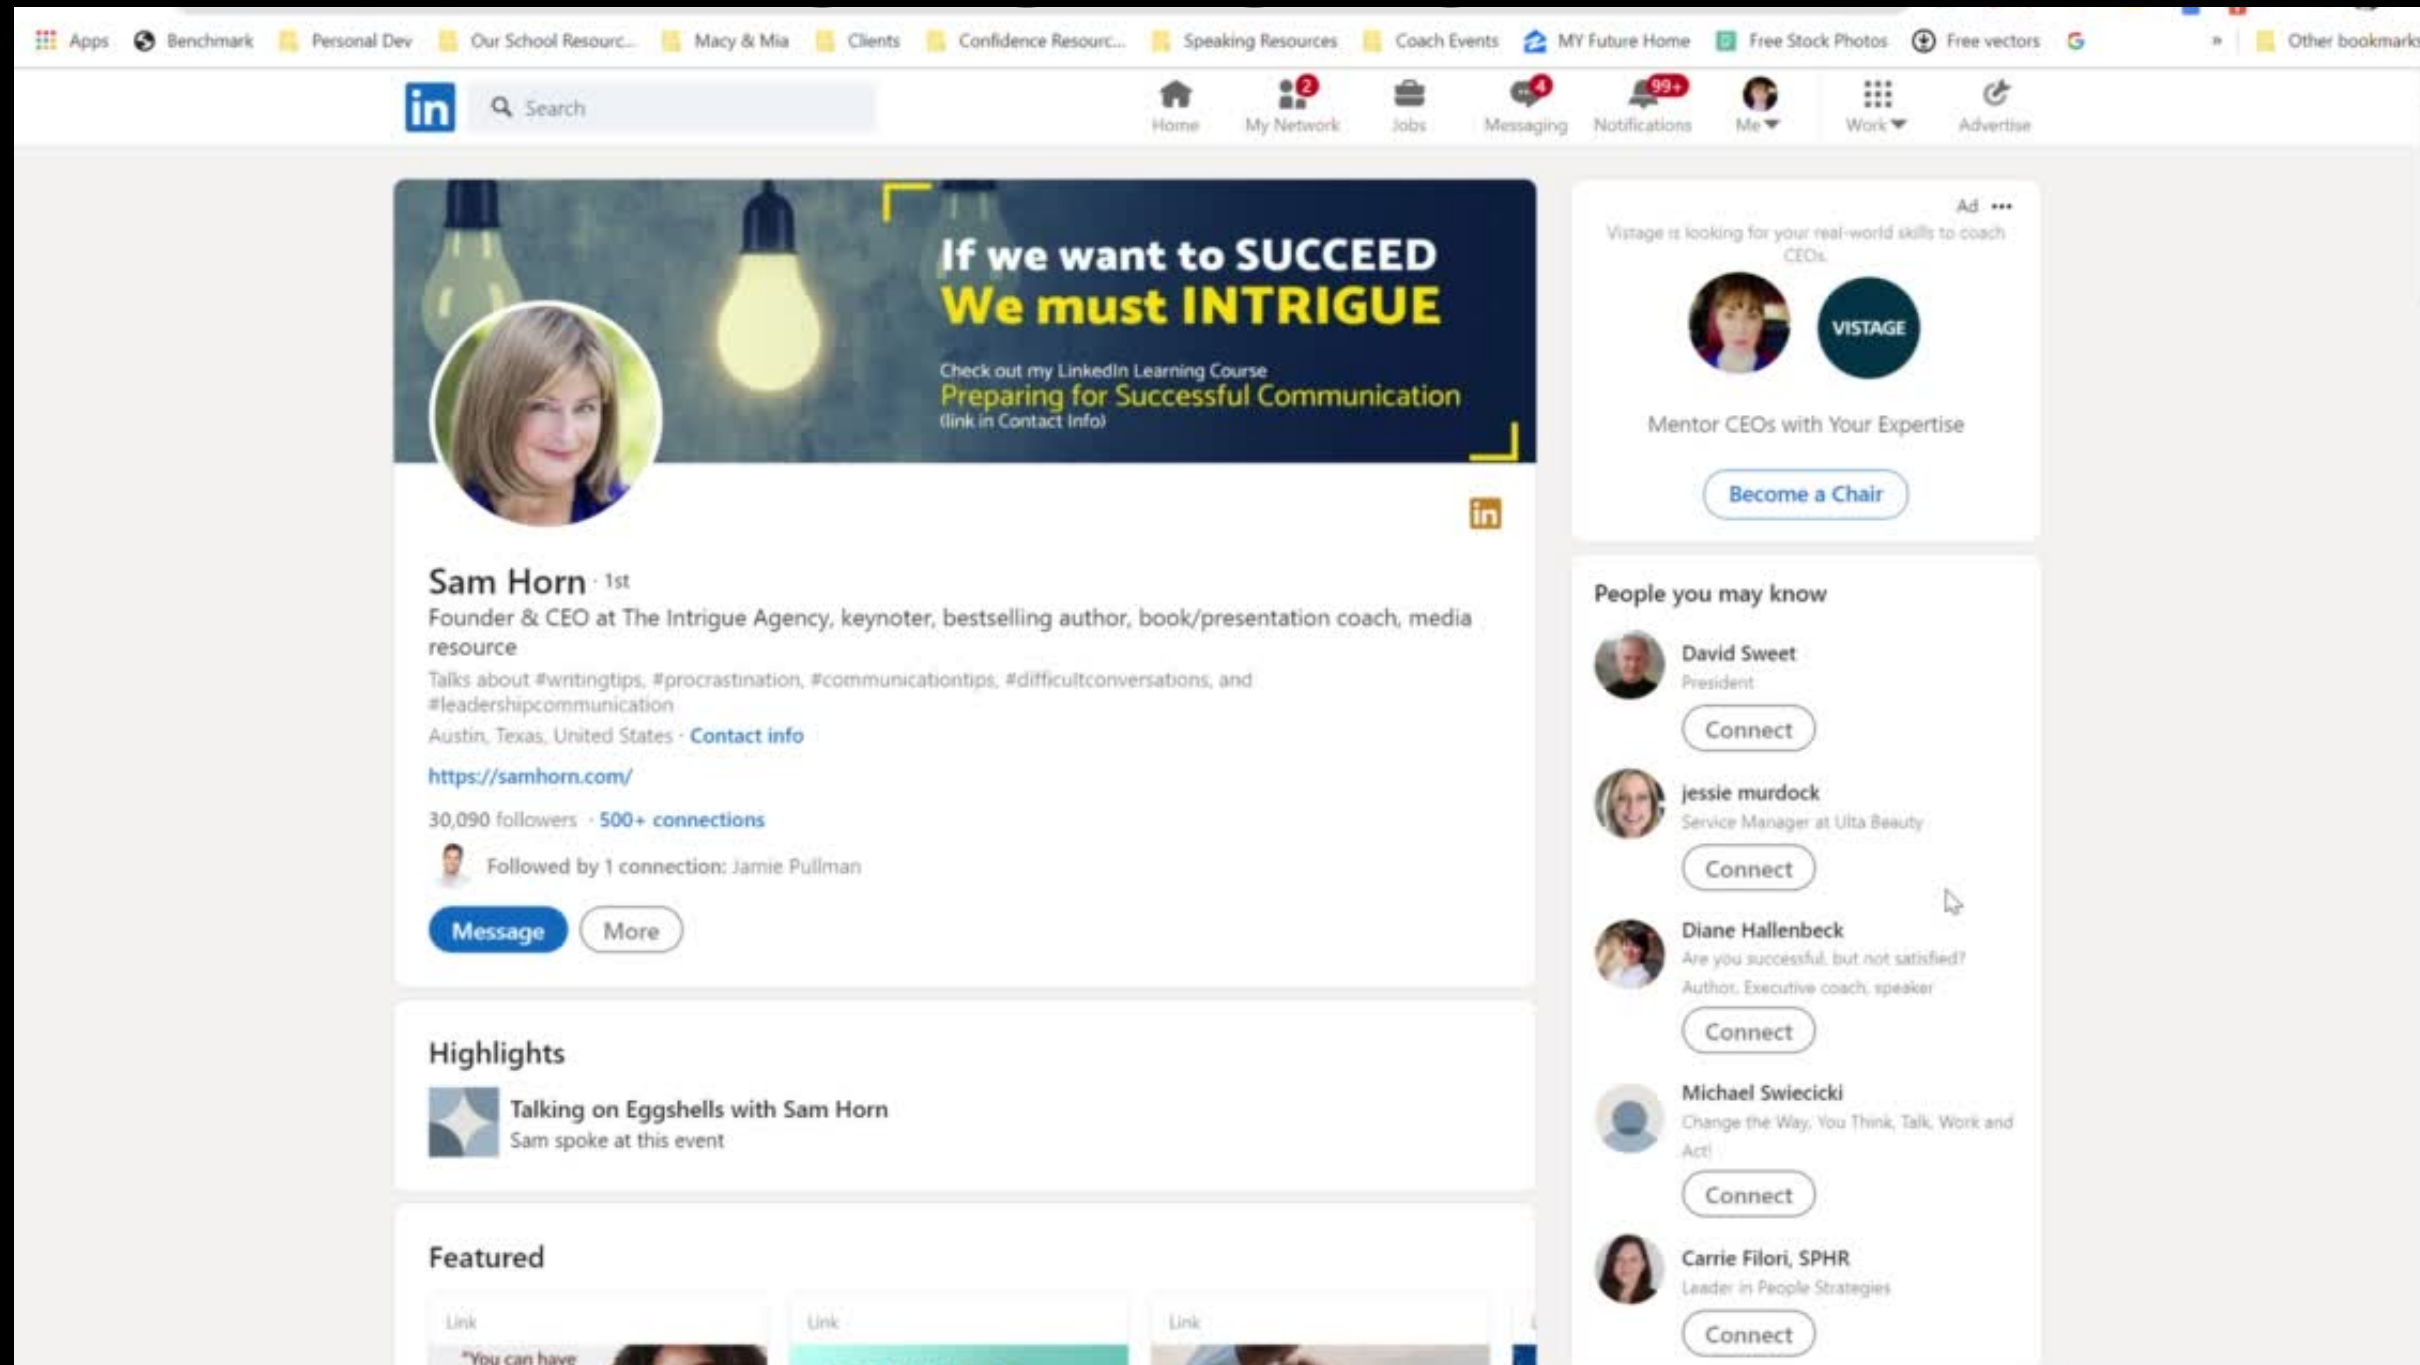 Apps Benchmark Personal Dev Our School Resourc... Macy & Mia Clients Confidence Resourc... Speaking Resources Coach Events MY Future Home Free Stock Photos Free vectors » Other bookmarks
in Search
2 4 99+
Home My Network Jobs Messaging Notifications Me Work Advertise
If we want to SUCCEED
We must INTRIGUE
Check out my LinkedIn Learning Course
Preparing for Successful Communication
(link in Contact Info)
in
Sam Horn · 1st
Founder & CEO at The Intrigue Agency, keynoter, bestselling author, book/presentation coach, media
resource
Talks about #writingtips, #procrastination, #communicationtips, #difficultconversations, and
#leadershipcommunication
Austin, Texas, United States · Contact info
https://samhorn.com/
30,090 followers · 500+ connections
Followed by 1 connection: Jamie Pullman
Message More
Highlights
Talking on Eggshells with Sam Horn
Sam spoke at this event
Featured
Link Link Link
"You can have
Ad •••
Vistage is looking for your real-world skills to coach
CEOs.
VISTAGE
Mentor CEOs with Your Expertise
Become a Chair
People you may know
David Sweet
President
Connect
jessie murdock
Service Manager at Ulta Beauty
Connect
Diane Hallenbeck
Are you successful, but not satisfied?
Author, Executive coach, speaker
Connect
Michael Swiecicki
Change the Way, You Think, Talk, Work and
Act!
Connect
Carrie Filori, SPHR
Leader in People Strategies
Connect